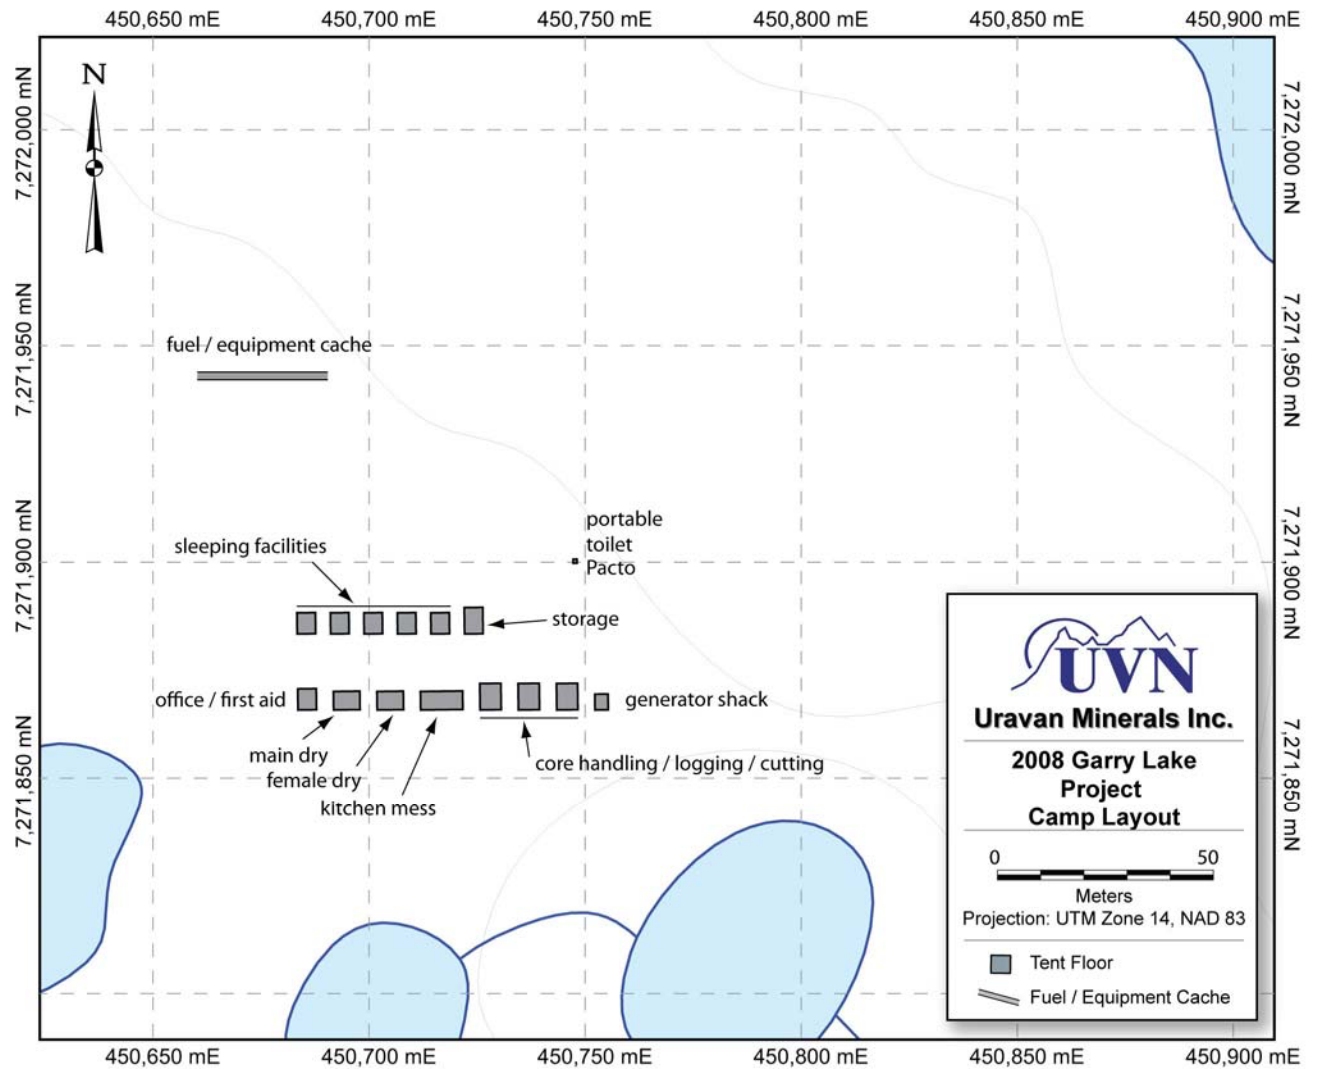 450,650 mE 450,700 mE 450,750 mE 450,800 mE 450,850 mE 450,900 mE
N
7,272,000 mN
7,272,000 mN
7,271,950 mN
7,271,950 mN
fuel / equipment cache
7,271,900 mN
7,271,900 mN
portable
toilet
Pacto
sleeping facilities
storage
office / first aid
generator shack
main dry
female dry
kitchen mess
core handling / logging / cutting
7,271,850 mN
7,271,850 mN
UVN
Uravan Minerals Inc.
2008 Garry Lake
Project
Camp Layout
0 50
Meters
Projection: UTM Zone 14, NAD 83
Tent Floor
Fuel / Equipment Cache
450,650 mE 450,700 mE 450,750 mE 450,800 mE 450,850 mE 450,900 mE